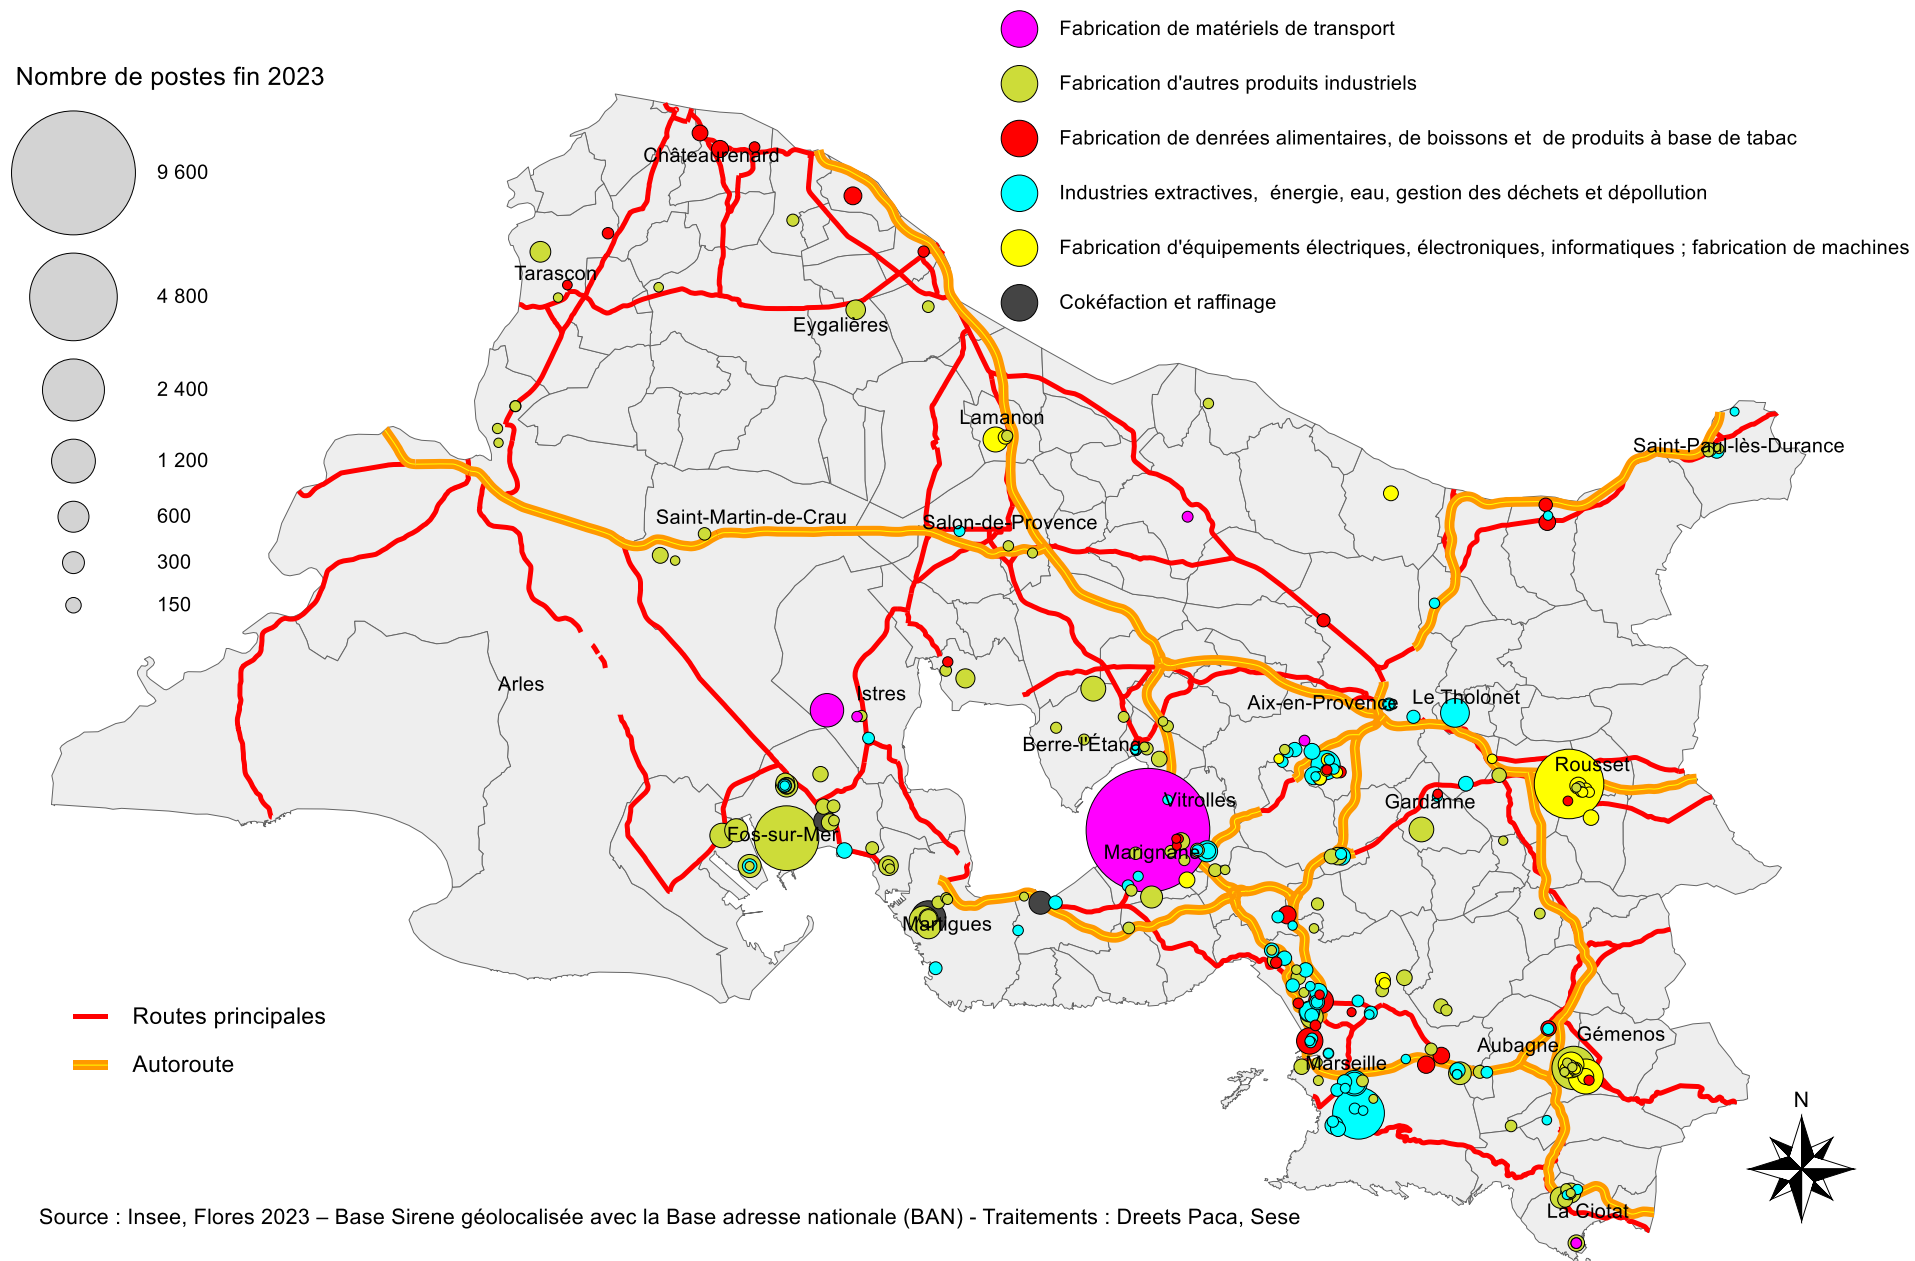 Fabrication de matériels de transport
Nombre de postes fin 2023
Fabrication d'autres produits industriels
Fabrication de denrées alimentaires, de boissons et  de produits à base de tabac
9 600
Industries extractives,  énergie, eau, gestion des déchets et dépollution
Fabrication d'équipements électriques, électroniques, informatiques ; fabrication de machines
4 800
Cokéfaction et raffinage
2 400
1 200
600
300
150
Châteaurenard
Tarascon
Eygalières
Lamanon
Saint-Paul-lès-Durance
Saint-Martin-de-Crau
Salon-de-Provence
Arles
Istres
Aix-en-Provence
Le Tholonet
Berre-l'Étang
Rousset
Vitrolles
Gardanne
Fos-sur-Mer
Marignane
Martigues
Routes principales
Autoroute
Gémenos
Aubagne
Marseille
N
La Ciotat
Source : Insee, Flores 2023 – Base Sirene géolocalisée avec la Base adresse nationale (BAN) - Traitements : Dreets Paca, Sese